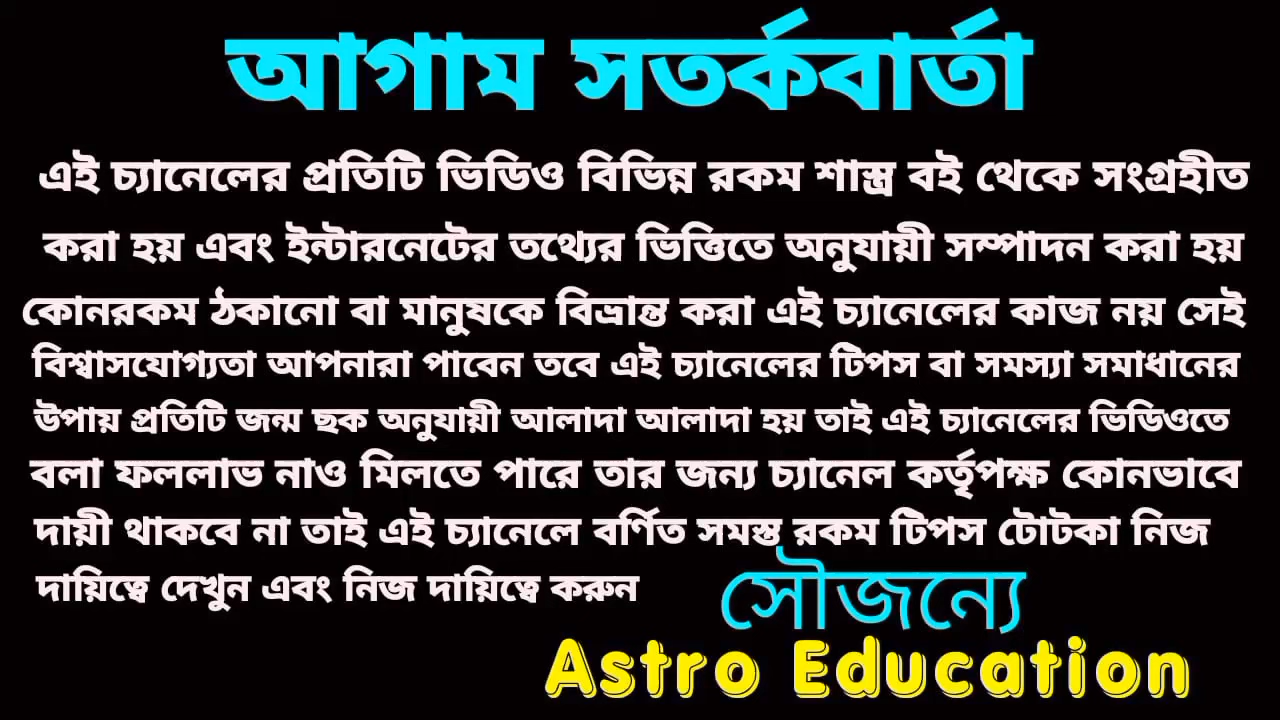 আগাম সতর্কবার্তা
এই চ্যানেলের প্রতিটি ভিডিও বিভিন্ন রকম শাস্ত্র বই থেকে সংগ্রহীত
করা হয় এবং ইন্টারনেটের তথ্যের ভিত্তিতে অনুযায়ী সম্পাদন করা হয়
কোনরকম ঠকানো বা মানুষকে বিভ্রান্ত করা এই চ্যানেলের কাজ নয় সেই
বিশ্বাসযোগ্যতা আপনারা পাবেন তবে এই চ্যানেলের টিপস বা সমস্যা সমাধানের
উপায় প্রতিটি জন্ম ছক অনুযায়ী আলাদা আলাদা হয় তাই এই চ্যানেলের ভিডিওতে
বলা ফললাভ নাও মিলতে পারে তার জন্য চ্যানেল কর্তৃপক্ষ কোনভাবে
দায়ী থাকবে না তাই এই চ্যানেলে বর্ণিত সমস্ত রকম টিপস টোটকা নিজ
দায়িত্বে দেখুন এবং নিজ দায়িত্বে করুন
সৌজন্যে
Astro Education